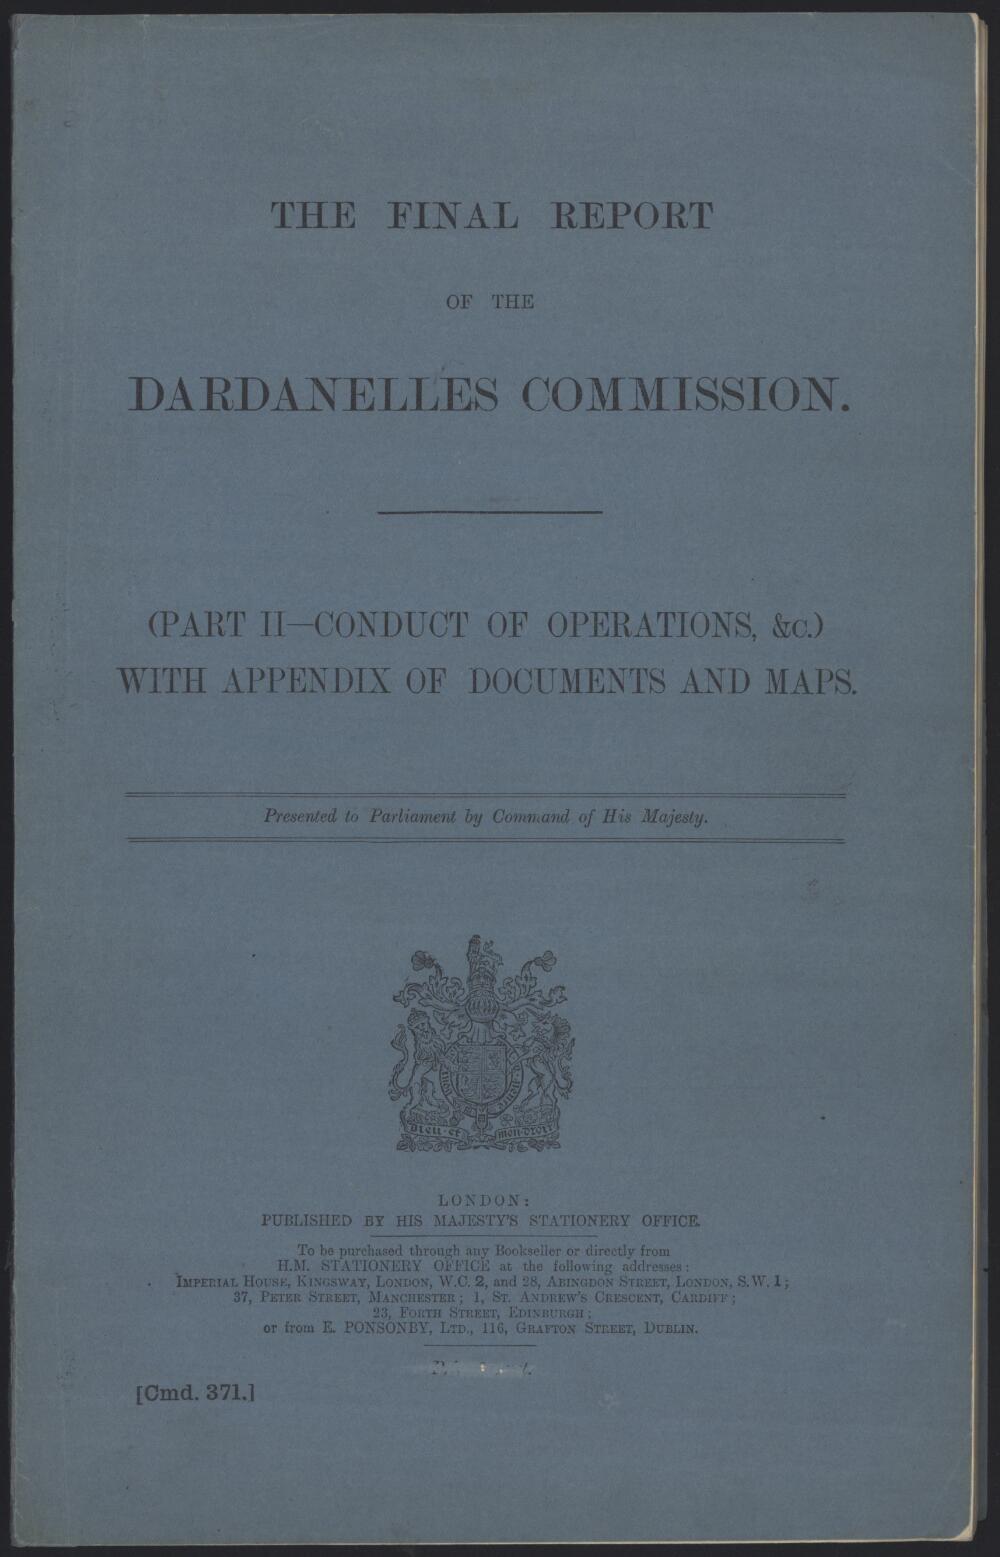 THE FINAL REPORT
OF THE
DARDANELLES COMMISSION.
(PART II—CONDUCT OF OPERATIONS, &c.)
WITH APPENDIX OF DOCUMENTS AND MAPS.
Presented to Parliament by Command of His Majesty.
DIEU·ET MON·DROIT
LONDON:
PUBLISHED BY HIS MAJESTY'S STATIONERY OFFICE.
To be purchased through any Bookseller or directly from
H.M. STATIONERY OFFICE at the following addresses:
IMPERIAL HOUSE, KINGSWAY, LONDON, W.C. 2, and 28, ABINGDON STREET, LONDON, S.W. 1;
37, PETER STREET, MANCHESTER; 1, ST. ANDREW'S CRESCENT, CARDIFF;
23, FORTH STREET, EDINBURGH;
or from E. PONSONBY, LTD., 116, GRAFTON STREET, DUBLIN.
[Cmd. 371.]